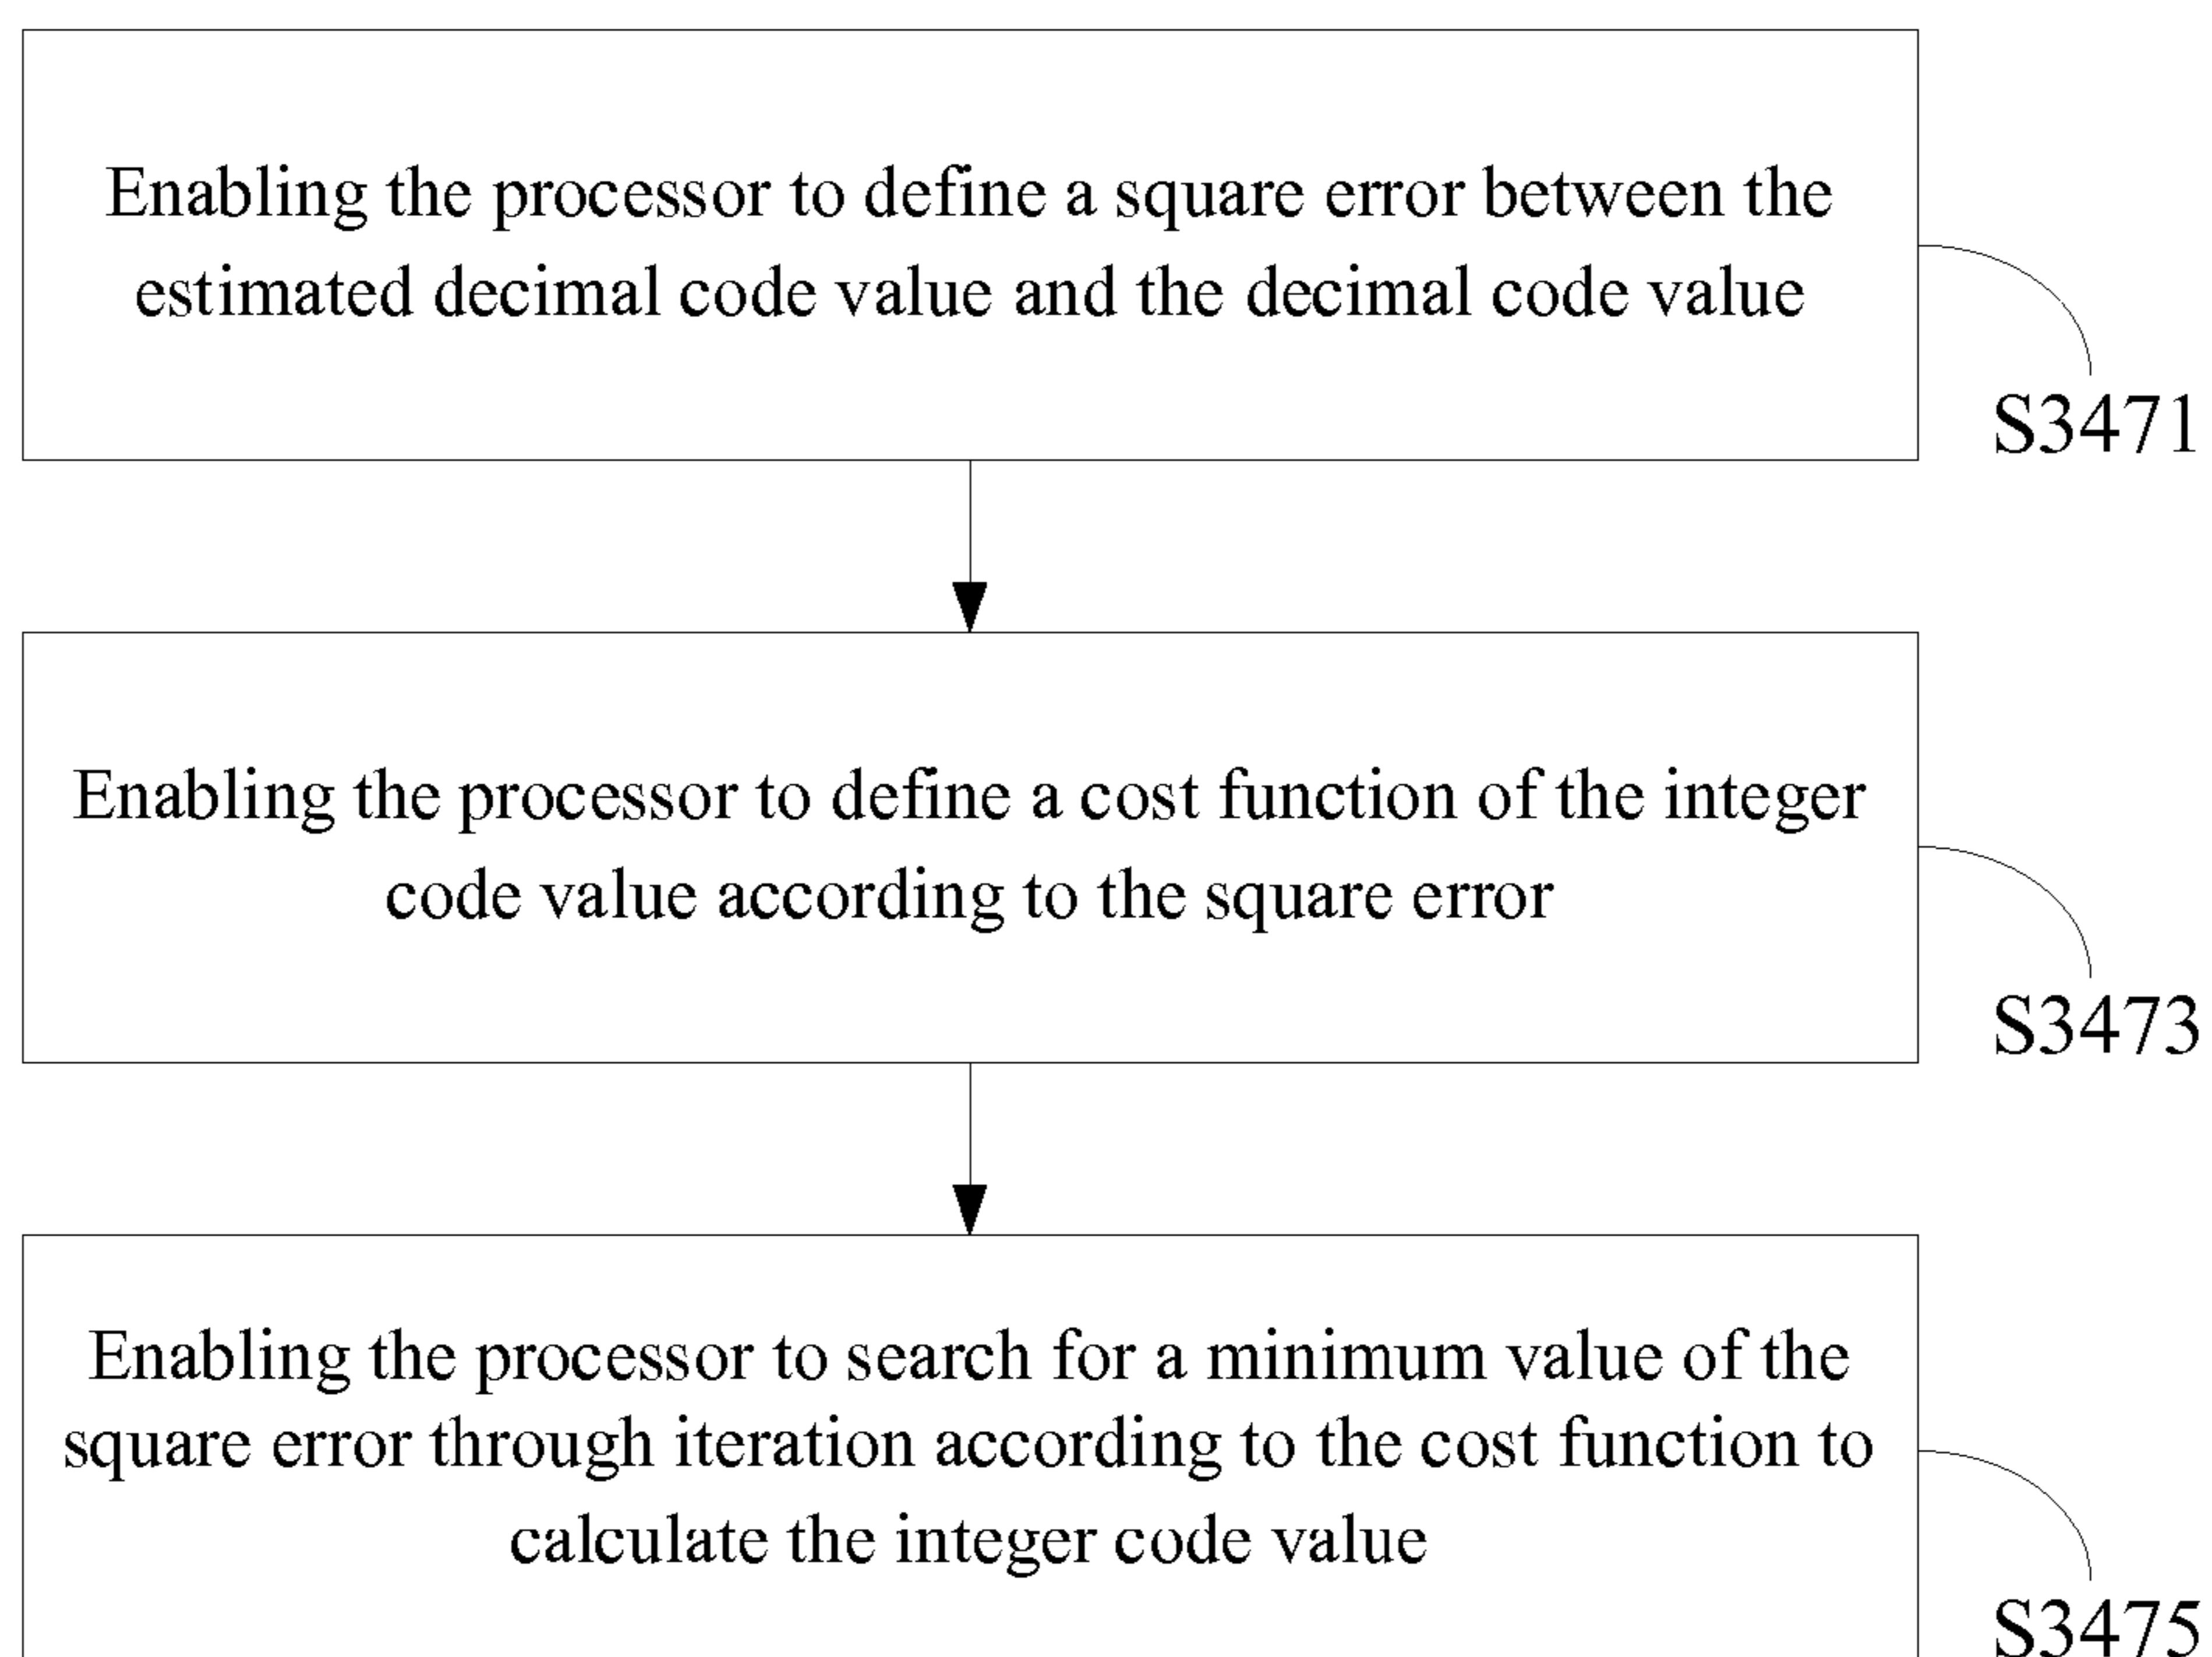 Enabling the processor to define a square error between the
estimated decimal code value and the decimal code value
S3471
Enabling the processor to define a cost function of the integer
code value according to the square error
S3473
Enabling the processor to search for a minimum value of the
square error through iteration according to the cost function to
calculate the integer code value
S3475